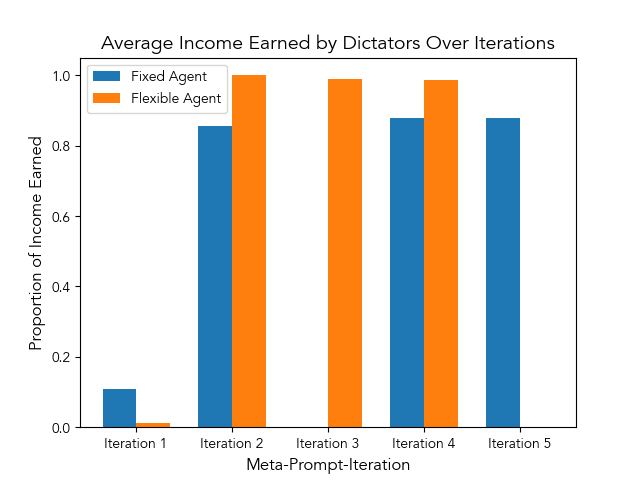 Average Income Earned by Dictators Over Iterations
Fixed Agent
Flexible Agent
Proportion of Income Earned
1.0
0.8
0.6
0.4
0.2
0.0
Iteration 1
Iteration 2
Iteration 3
Iteration 4
Iteration 5
Meta-Prompt-Iteration